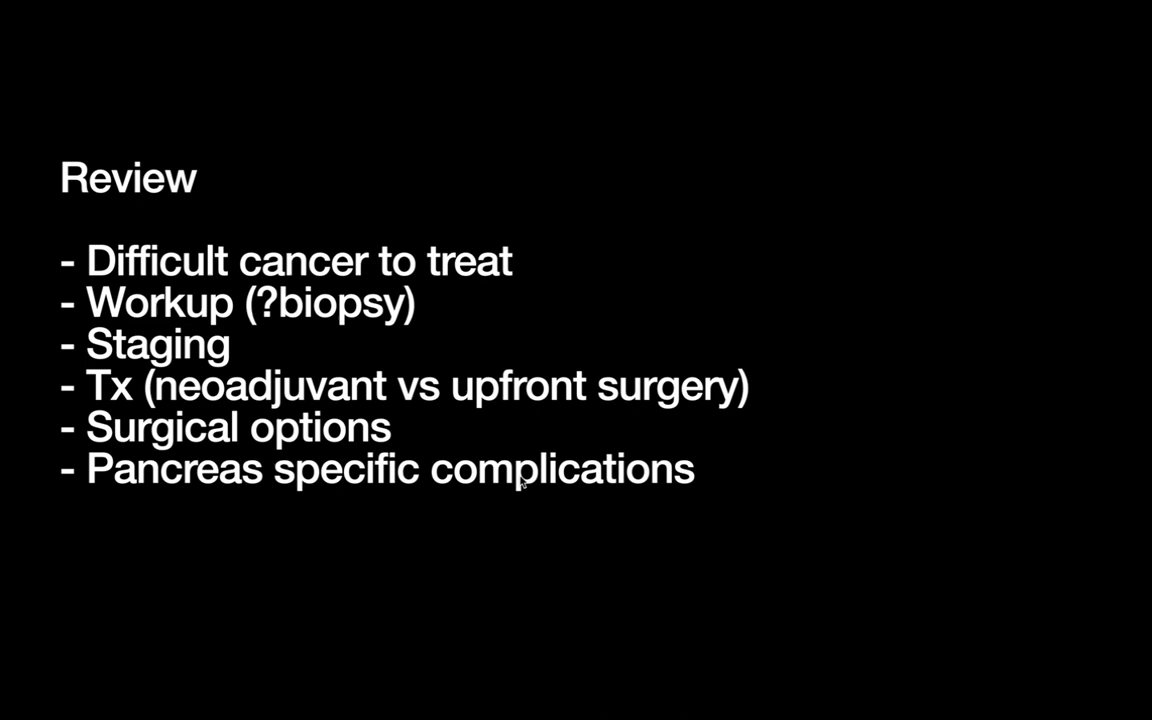 Review
- Difficult cancer to treat
- Workup (?biopsy)
- Staging
- Tx (neoadjuvant vs upfront surgery)
- Surgical options
- Pancreas specific complications